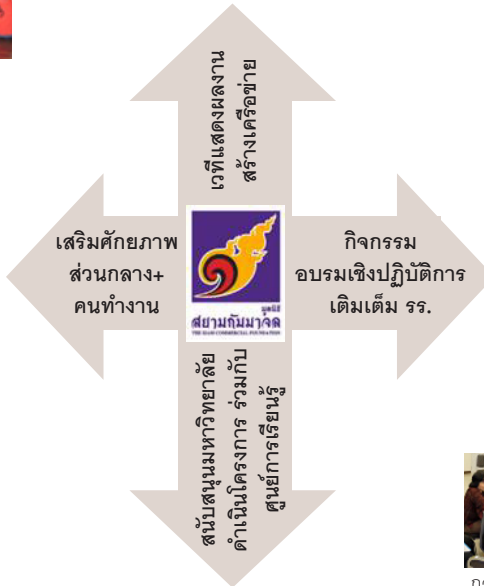 เวทีแสดงผลงาน
สร้างเครือข่าย
เสริมศักยภาพ
ส่วนกลาง+
คนทำงาน
มูลนิธิ
สยามกัมมาจล
THE SIAM COMMERCIAL FOUNDATION
กิจกรรม
อบรมเชิงปฏิบัติการ
เติมเต็ม รร.
สนับสนุนมหาวิทยาลัย
ดำเนินโครงการ ร่วมกับ
ศูนย์การเรียนรู้